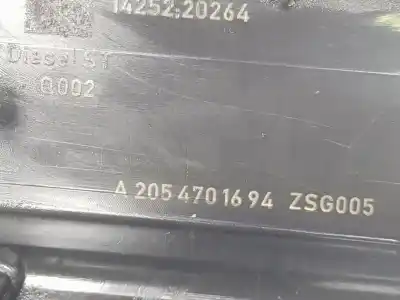 14252.20264
Diesel ST
Q002
A 205 470 16 94 ZSG005